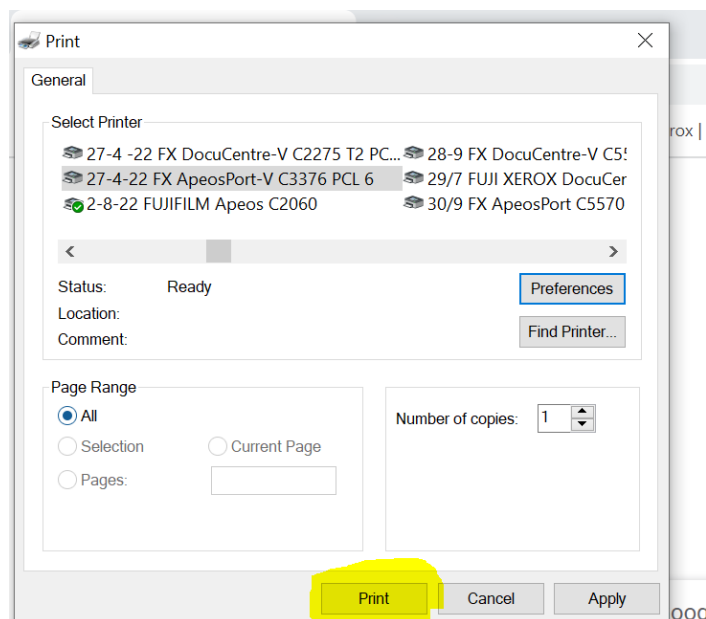 Print
General
rox |
Select Printer
27-4 -22 FX DocuCentre-V C2275 T2 PC... 28-9 FX DocuCentre-V C5
27-4-22 FX ApeosPort-V C3376 PCL 6 29/7 FUJI XEROX DocuCer
2-8-22 FUJIFILM Apeos C2060 30/9 FX ApeosPort C5570
Status: Ready Preferences
Location:
Comment: Find Printer...
Page Range
All Number of copies: 1
Selection Current Page
Pages:
Print Cancel Apply